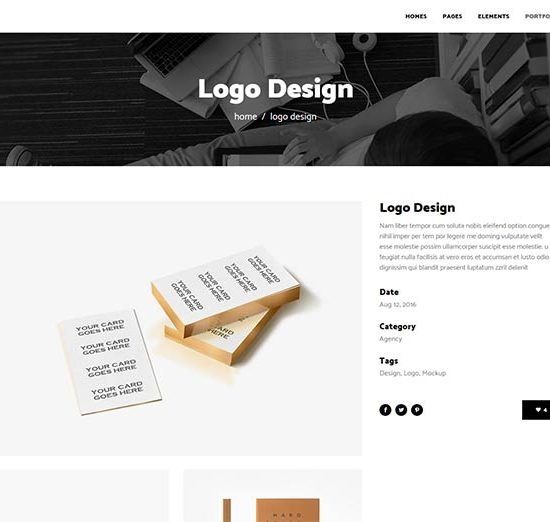 HOMES PAGES ELEMENTS PORTFO
Logo Design
home / logo design
Logo Design
Nam liber tempor cum soluta nobis eleifend option congue
nihil imper per tem por legere me doming vulputate velit
esse molestie possim ullamcorper suscipit esse molestie. u
feugiat nulla facilisis at vero eros et accumsan et iusto odio
dignissim qui blandit praesent luptatum zzril delenit
Date
Aug 12, 2016
Category
Agency
Tags
Design, Logo, Mockup
4
YOUR CARD
GOES HERE
YOUR CARD
GOES HERE
YOUR CARD
GOES HERE
YOUR CARD
GOES HERE
YOUR CARD
GOES HERE
YOUR CARD
GOES HERE
YOUR CARD
GOES HERE
YOUR CARD
GOES HERE
HARD